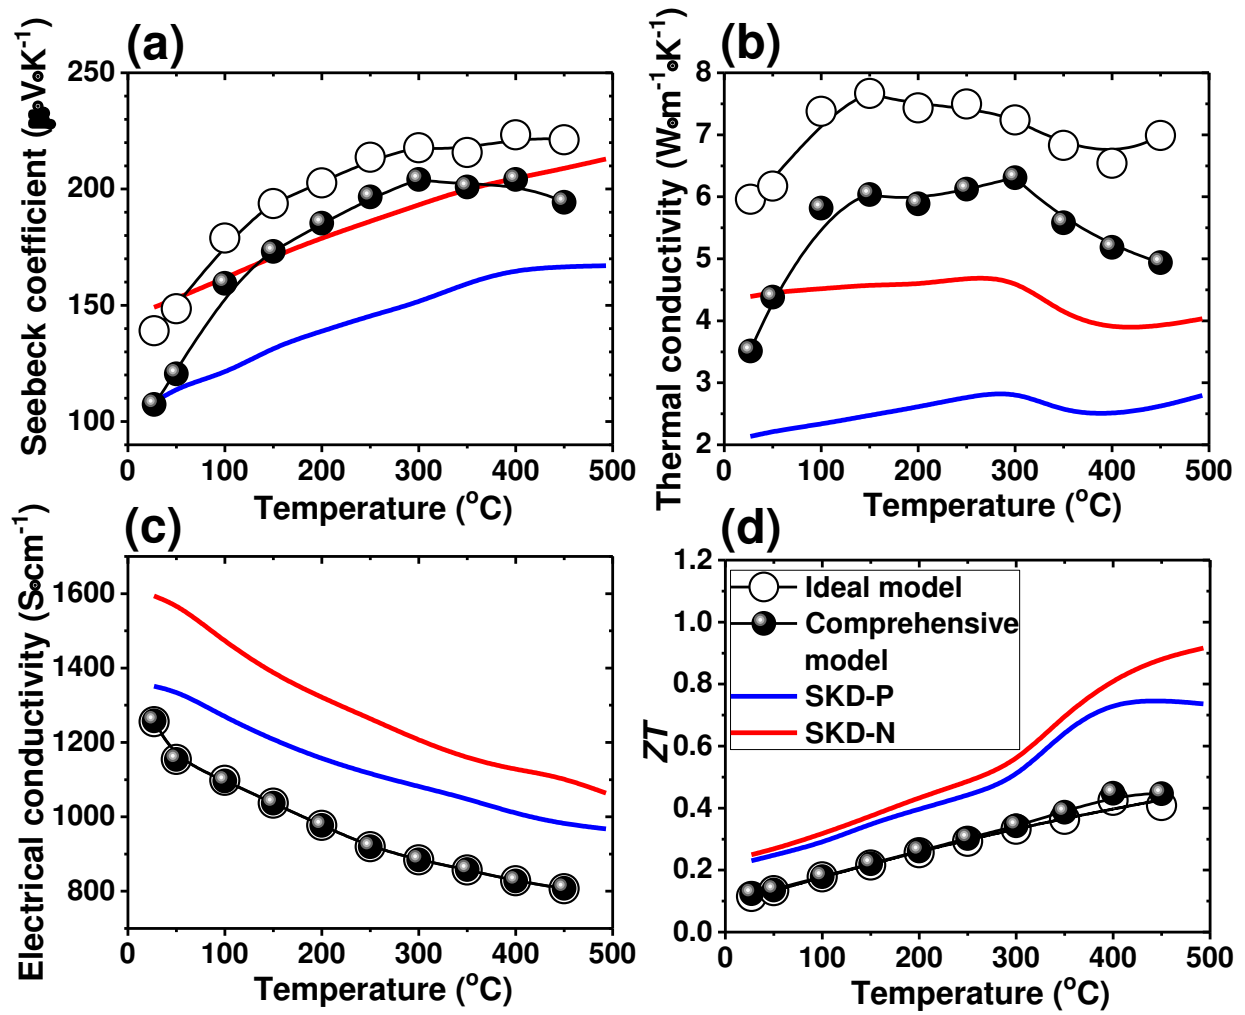 (a)
Seebeck coefficient (µ•V•K⁻¹)
250
200
150
100
0 100 200 300 400 500
Temperature (°C)
(b)
Thermal conductivity (W•m⁻¹•K⁻¹)
8
7
6
5
4
3
2
0 100 200 300 400 500
Temperature (°C)
(c)
Electrical conductivity (S•cm⁻¹)
1600
1400
1200
1000
800
0 100 200 300 400 500
Temperature (°C)
(d)
ZT
1.2
1.0
0.8
0.6
0.4
0.2
0.0
Ideal model
Comprehensive
model
SKD-P
SKD-N
0 100 200 300 400 500
Temperature (°C)